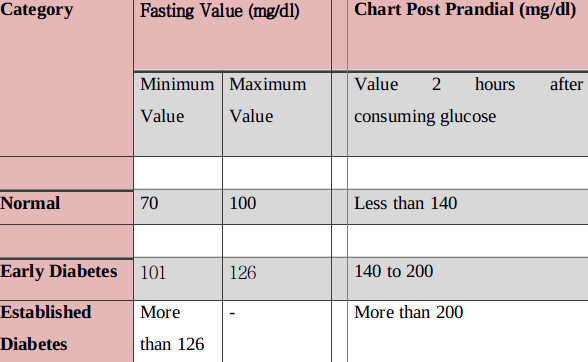 Category Fasting Value (mg/dl) Chart Post Prandial (mg/dl)
Minimum Maximum Value 2 hours after
Value Value consuming glucose
Normal 70 100 Less than 140
Early Diabetes 101 126 140 to 200
Established More - More than 200
Diabetes than 126